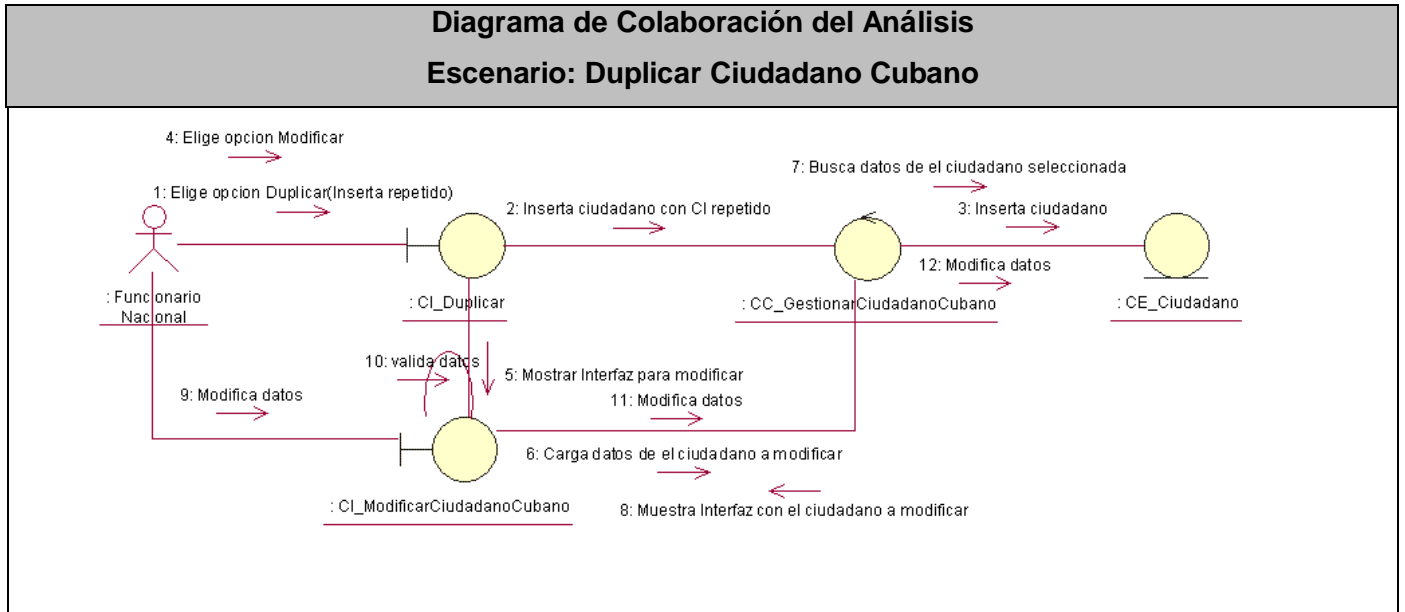 Diagrama de Colaboración del Análisis
Escenario: Duplicar Ciudadano Cubano
4: Elige opcion Modificar
7: Busca datos de el ciudadano seleccionada
1: Elige opcion Duplicar(Inserta repetido)
2: Inserta ciudadano con CI repetido
3: Inserta ciudadano
12: Modifica datos
: Funcionario
Nacional
: CI_Duplicar
: CC_GestionarCiudadanoCubano
: CE_Ciudadano
10: valida datos
5: Mostrar Interfaz para modificar
9: Modifica datos
11: Modifica datos
6: Carga datos de el ciudadano a modificar
: CI_ModificarCiudadanoCubano
8: Muestra Interfaz con el ciudadano a modificar